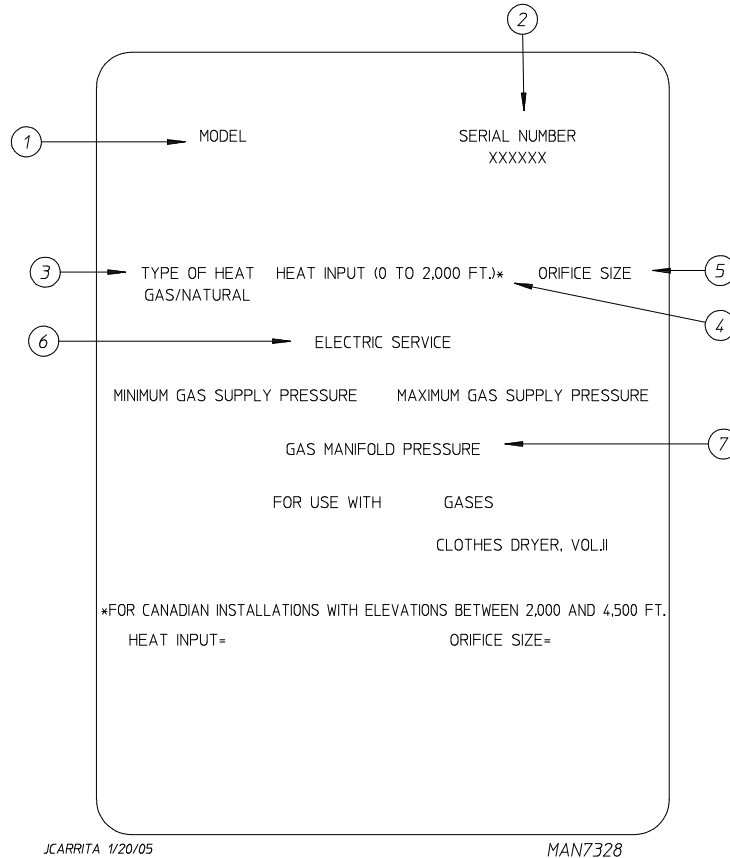 2
1
MODEL
SERIAL NUMBER
XXXXXX
3
TYPE OF HEAT
GAS/NATURAL
HEAT INPUT (0 TO 2,000 FT.)*
ORIFICE SIZE
5
4
6
ELECTRIC SERVICE
MINIMUM GAS SUPPLY PRESSURE
MAXIMUM GAS SUPPLY PRESSURE
GAS MANIFOLD PRESSURE
7
FOR USE WITH GASES
CLOTHES DRYER, VOL.II
*FOR CANADIAN INSTALLATIONS WITH ELEVATIONS BETWEEN 2,000 AND 4,500 FT.
HEAT INPUT=
ORIFICE SIZE=
JCARRITA 1/20/05
MAN7328